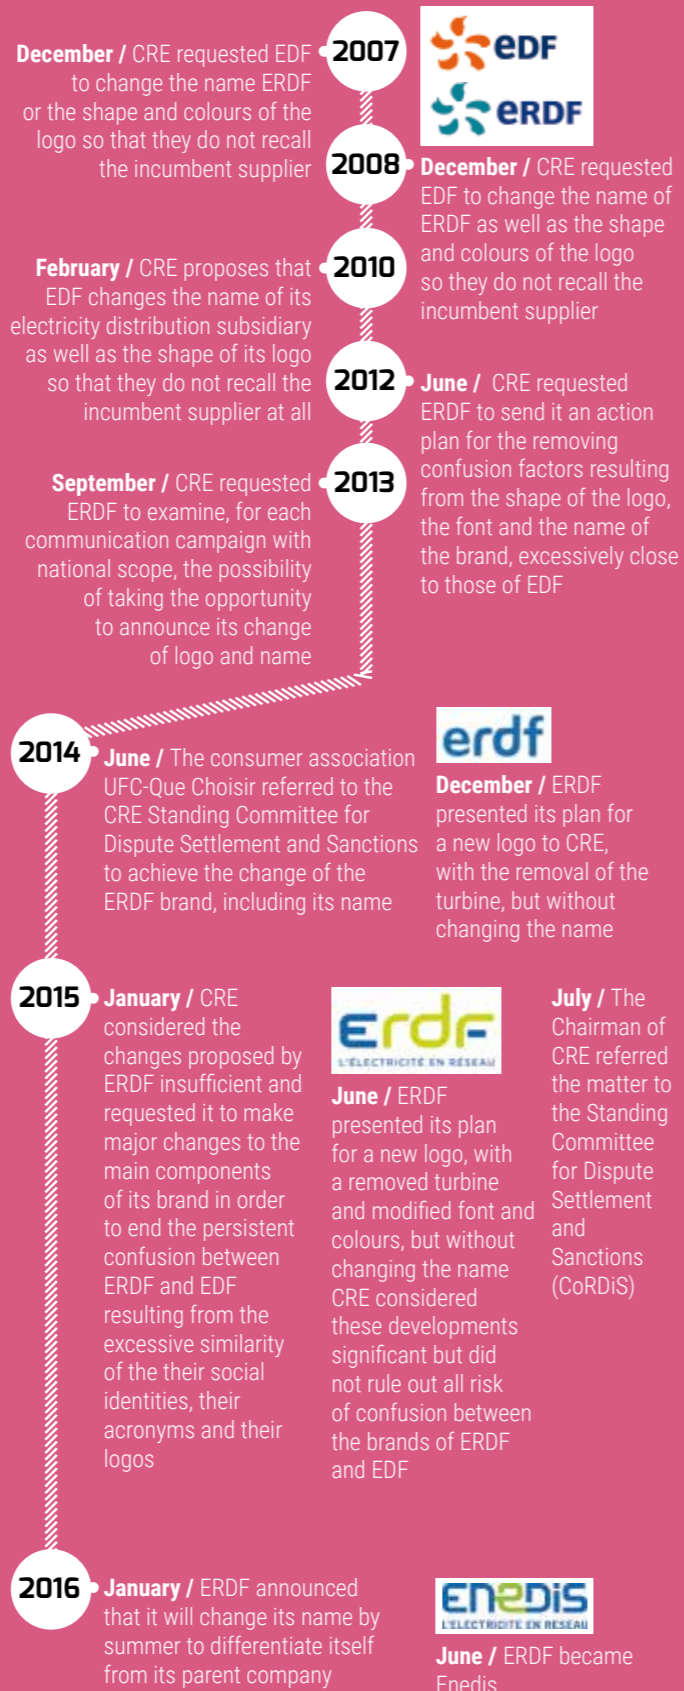 2007
December / CRE requested EDF
to change the name ERDF
or the shape and colours of the
logo so that they do not recall
the incumbent supplier
eDF
eRDF
2008
December / CRE requested
EDF to change the name of
ERDF as well as the shape
and colours of the logo
so they do not recall the
incumbent supplier
2010
February / CRE proposes that
EDF changes the name of its
electricity distribution subsidiary
as well as the shape of its logo
so that they do not recall the
incumbent supplier at all
2012
June / CRE requested
ERDF to send it an action
plan for the removing
confusion factors resulting
from the shape of the logo,
the font and the name of
the brand, excessively close
to those of EDF
2013
September / CRE requested
ERDF to examine, for each
communication campaign with
national scope, the possibility
of taking the opportunity
to announce its change
of logo and name
2014
June / The consumer association
UFC-Que Choisir referred to the
CRE Standing Committee for
Dispute Settlement and Sanctions
to achieve the change of the
ERDF brand, including its name
erdf
December / ERDF
presented its plan for
a new logo to CRE,
with the removal of the
turbine, but without
changing the name
2015
January / CRE
considered the
changes proposed by
ERDF insufficient and
requested it to make
major changes to the
main components
of its brand in order
to end the persistent
confusion between
ERDF and EDF
resulting from the
excessive similarity
of the their social
identities, their
acronyms and their
logos
Erdf
L'ÉLECTRICITÉ EN RÉSEAU
June / ERDF
presented its plan
for a new logo, with
a removed turbine
and modified font and
colours, but without
changing the name
CRE considered
these developments
significant but did
not rule out all risk
of confusion between
the brands of ERDF
and EDF
July / The
Chairman of
CRE referred
the matter to
the Standing
Committee
for Dispute
Settlement
and
Sanctions
(CoRDiS)
2016
January / ERDF announced
that it will change its name by
summer to differentiate itself
from its parent company
ENEDIS
L'ELECTRICITE EN RESEAU
June / ERDF became
Enedis